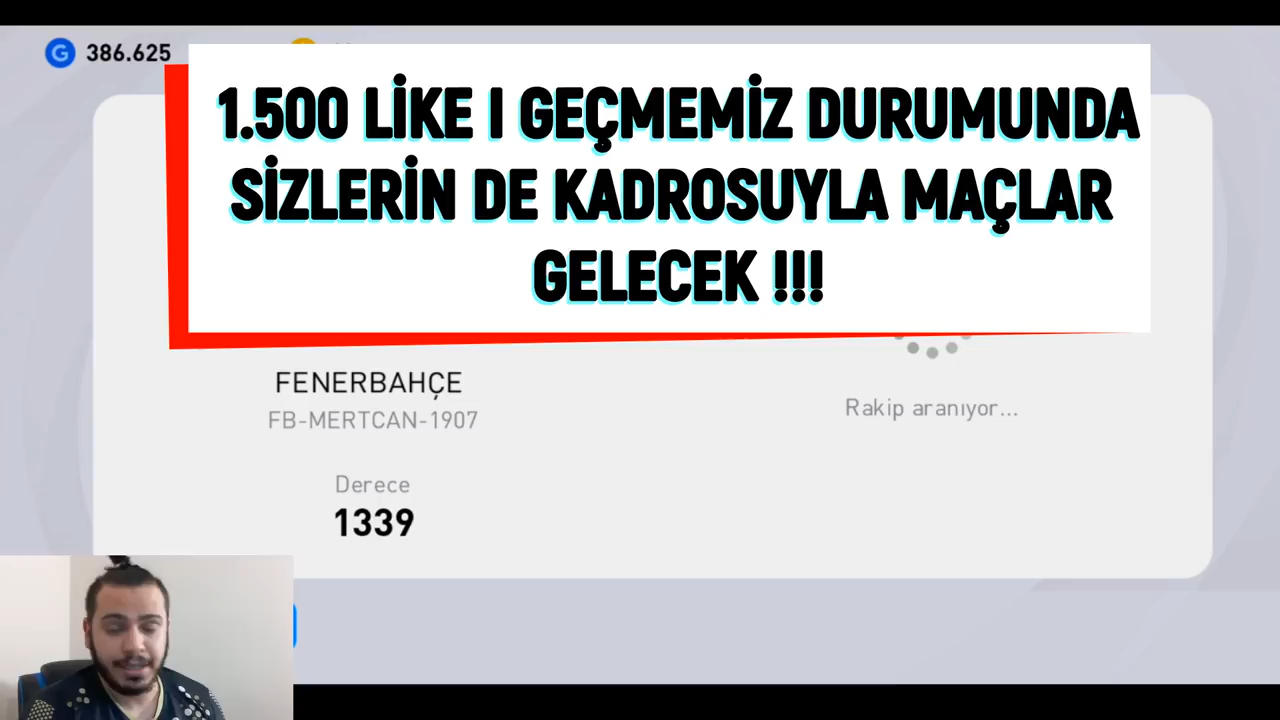 386.625
1.500 LİKE I GEÇMEMİZ DURUMUNDA
SİZLERİN DE KADROSUYLA MAÇLAR
GELECEK !!!
FENERBAHÇE
FB-MERTCAN-1907
Rakip aranıyor...
Derece
1339